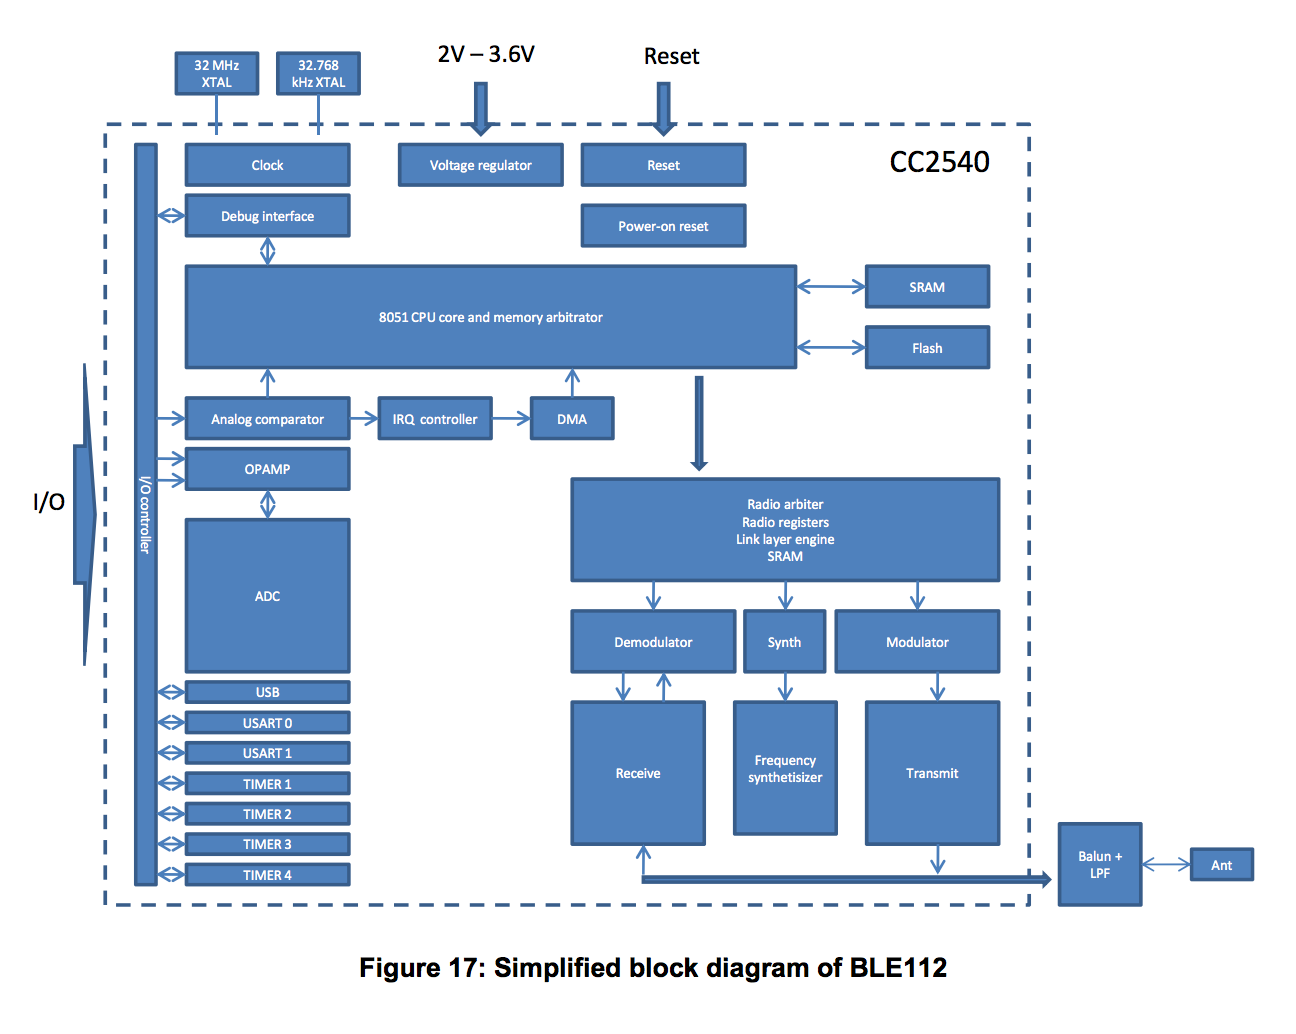 2V – 3.6V
Reset
32 MHz
XTAL
32.768
kHz XTAL
CC2540
Clock
Voltage regulator
Reset
Debug interface
Power-on reset
8051 CPU core and memory arbitrator
SRAM
Flash
Analog comparator
IRQ controller
DMA
OPAMP
I/O
I/O controller
ADC
Radio arbiter
Radio registers
Link layer engine
SRAM
Demodulator
Synth
Modulator
USB
USART 0
USART 1
TIMER 1
TIMER 2
TIMER 3
TIMER 4
Receive
Frequency
synthetisizer
Transmit
Balun +
LPF
Ant
Figure 17: Simplified block diagram of BLE112